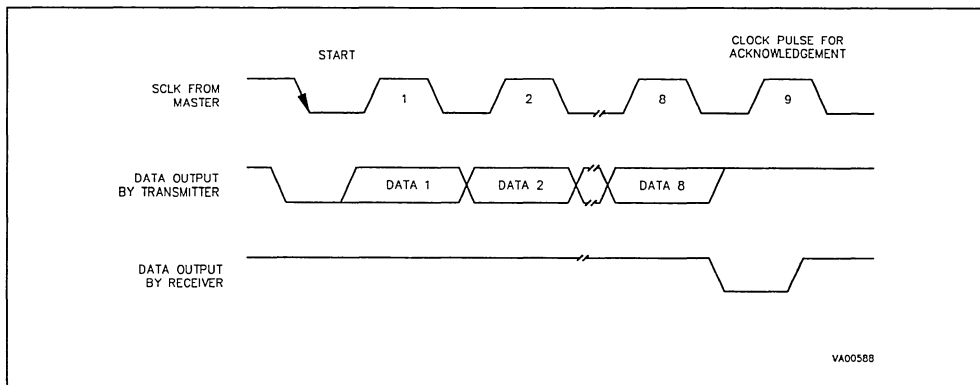 START
CLOCK PULSE FOR
ACKNOWLEDGEMENT
SCLK FROM
MASTER
1
2
8
9
DATA OUTPUT
BY TRANSMITTER
DATA 1
DATA 2
DATA 8
DATA OUTPUT
BY RECEIVER
VA00588